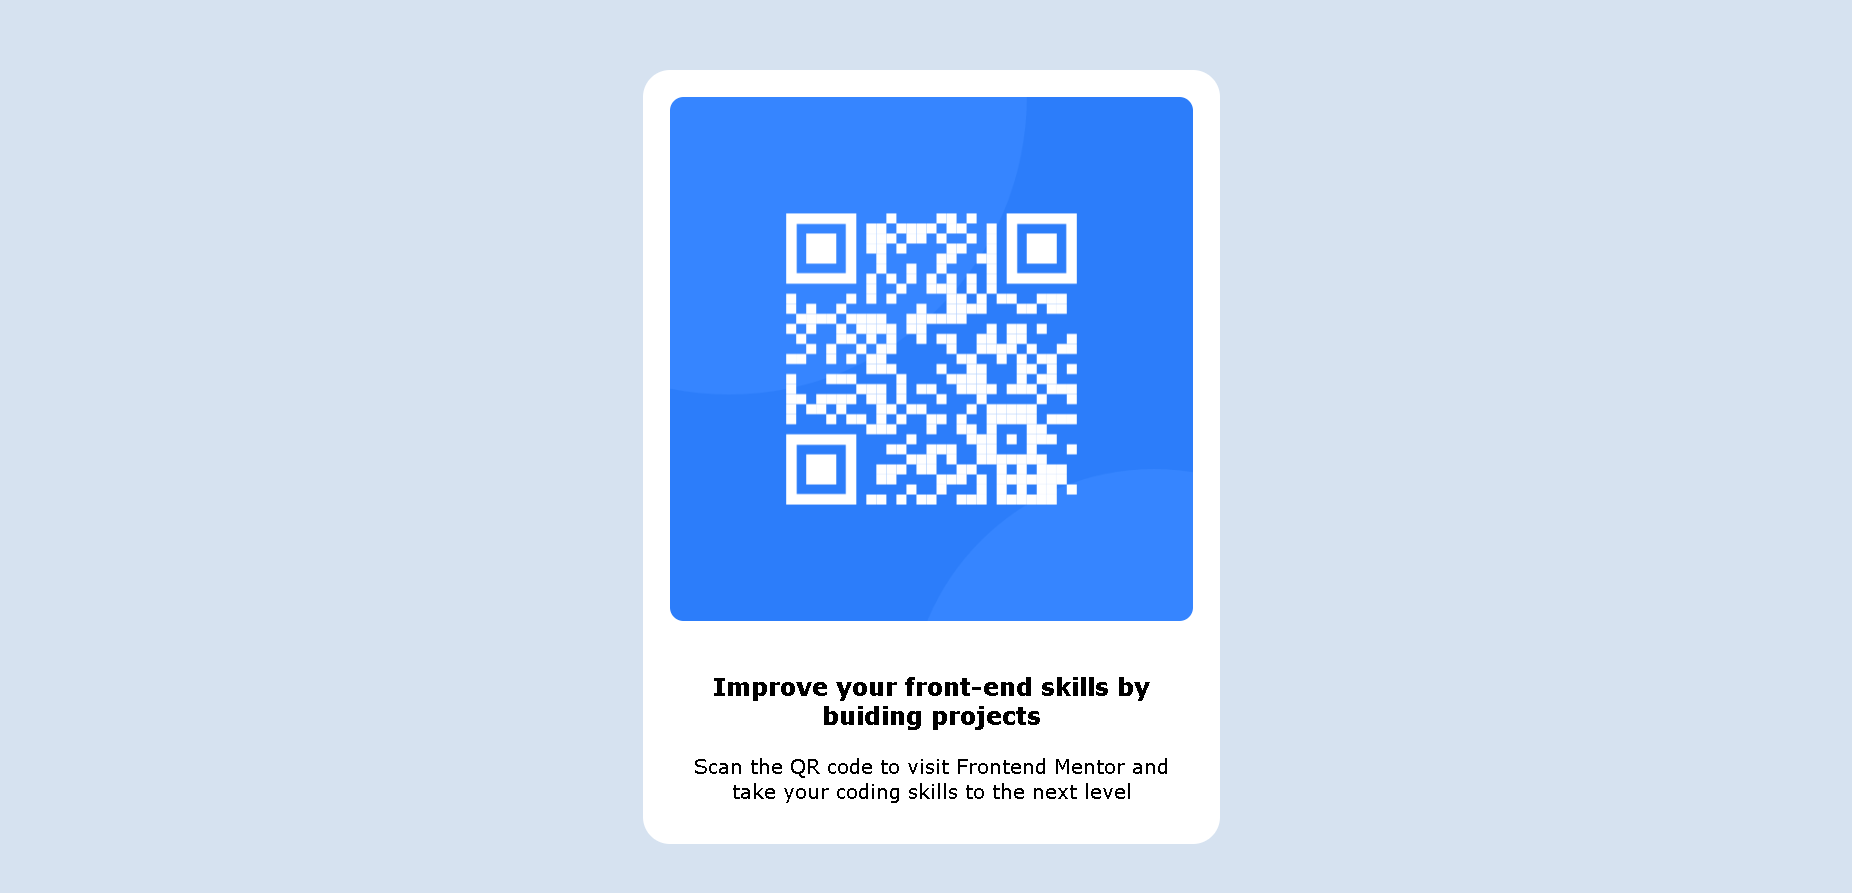 Improve your front-end skills by
buiding projects
Scan the QR code to visit Frontend Mentor and
take your coding skills to the next level